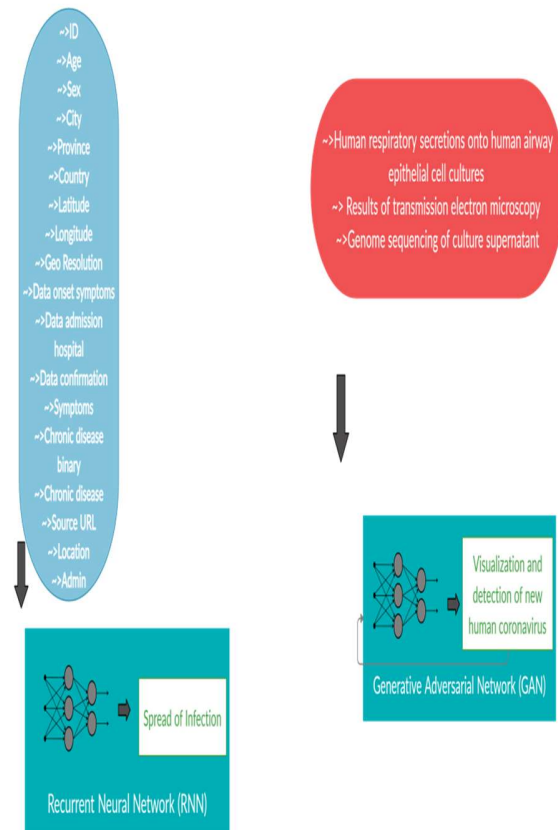 ~>ID
~>Age
~>Sex
~>City
~>Province
~>Country
~>Latitude
~>Longitude
~>Geo Resolution
~>Data onset symptoms
~>Data admission
hospital
~>Data confirmation
~>Symptoms
~>Chronic disease
binary
~>Chronic disease
~>Source URL
~>Location
~>Admin
Spread of Infection
Recurrent Neural Network (RNN)
~>Human respiratory secretions onto human airway
epithelial cell cultures
~> Results of transmission electron microscopy
~>Genome sequencing of culture supernatant
Visualization and
detection of new
human coronavirus
Generative Adversarial Network (GAN)